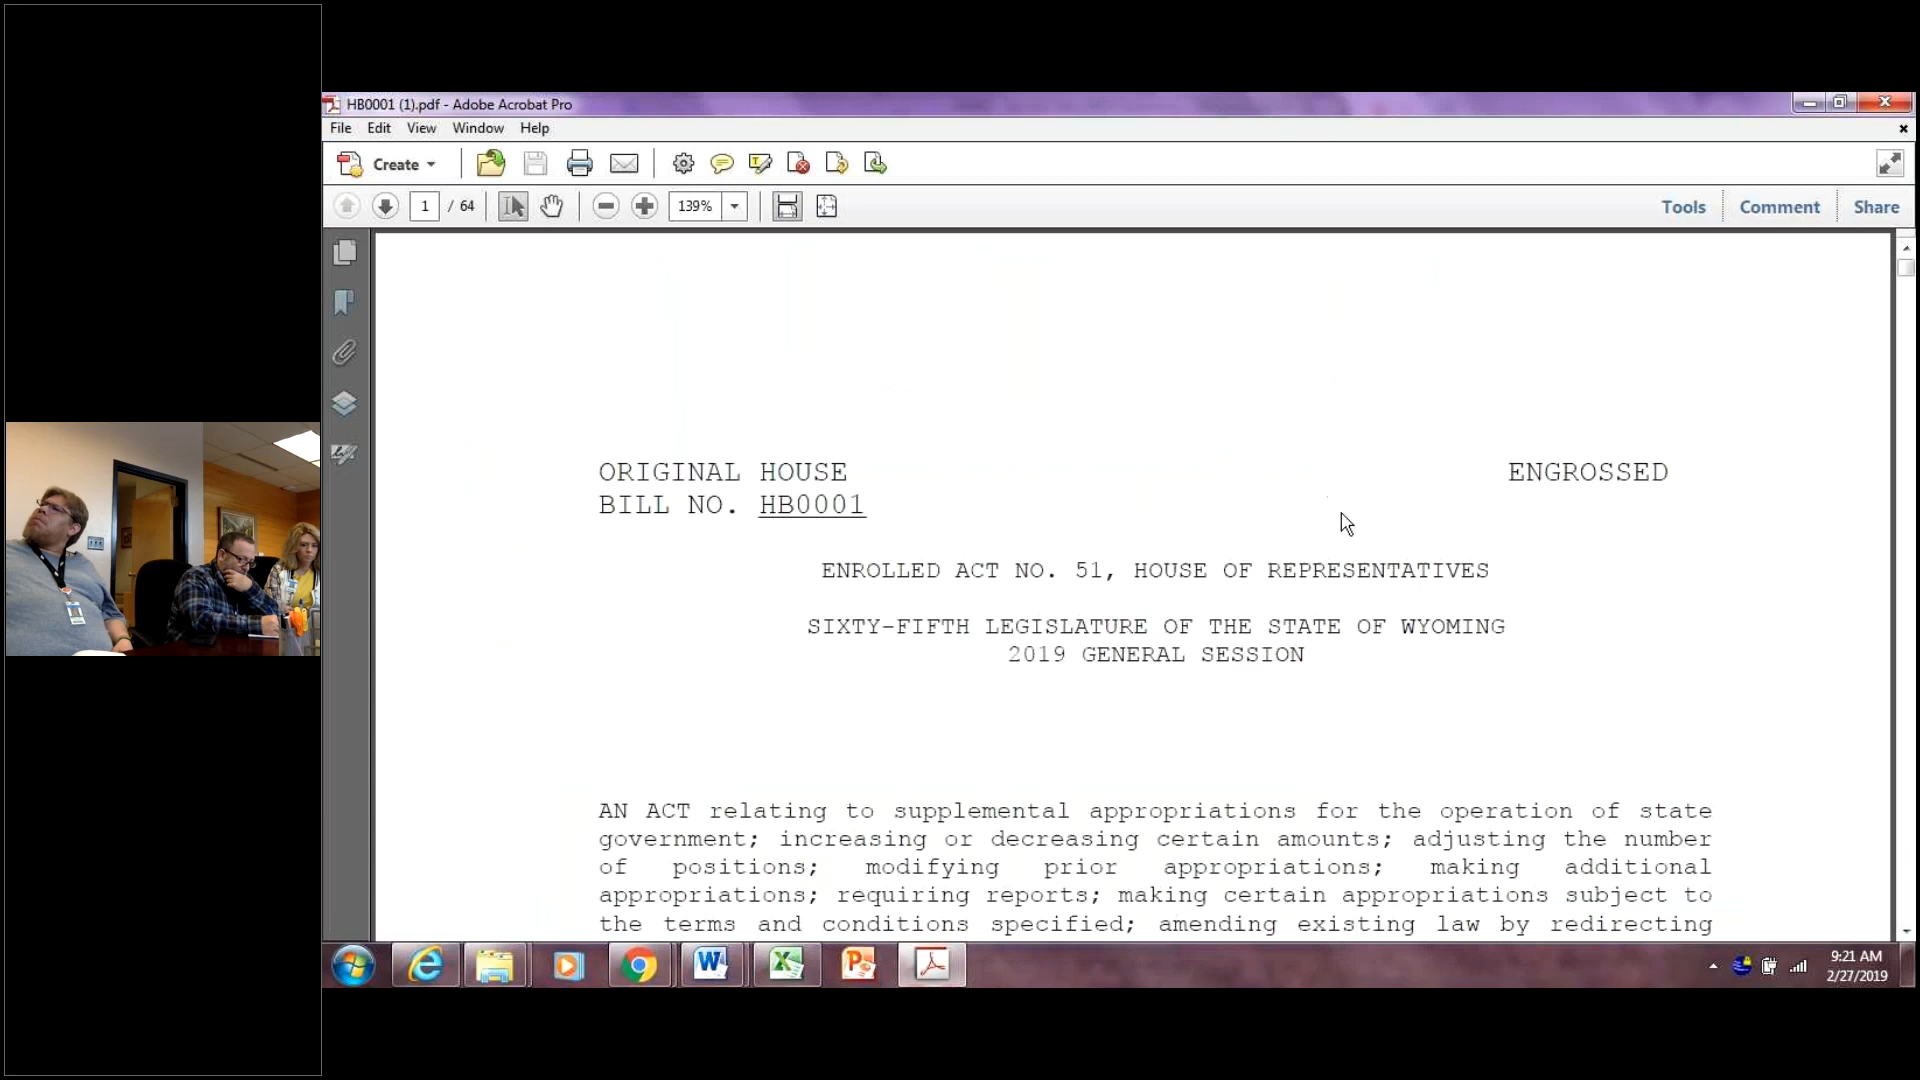 HB0001 (1).pdf - Adobe Acrobat Pro
File Edit View Window Help
Create
1 / 64 139% Tools Comment Share
ORIGINAL HOUSE ENGROSSED
BILL NO. HB0001
ENROLLED ACT NO. 51, HOUSE OF REPRESENTATIVES
SIXTY-FIFTH LEGISLATURE OF THE STATE OF WYOMING
2019 GENERAL SESSION
AN ACT relating to supplemental appropriations for the operation of state
government; increasing or decreasing certain amounts; adjusting the number
of positions; modifying prior appropriations; making additional
appropriations; requiring reports; making certain appropriations subject to
the terms and conditions specified; amending existing law by redirecting
9:21 AM
2/27/2019